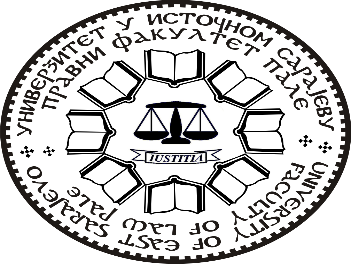 УНИВЕРЗИТЕТ У ИСТОЧНОМ САРАЈЕВУ
ПРАВНИ ФАКУЛТЕТ ПАЛЕ
IUSTITIA
UNIVERSITY OF EAST SARAJEVO
FACULTY OF LAW PALE